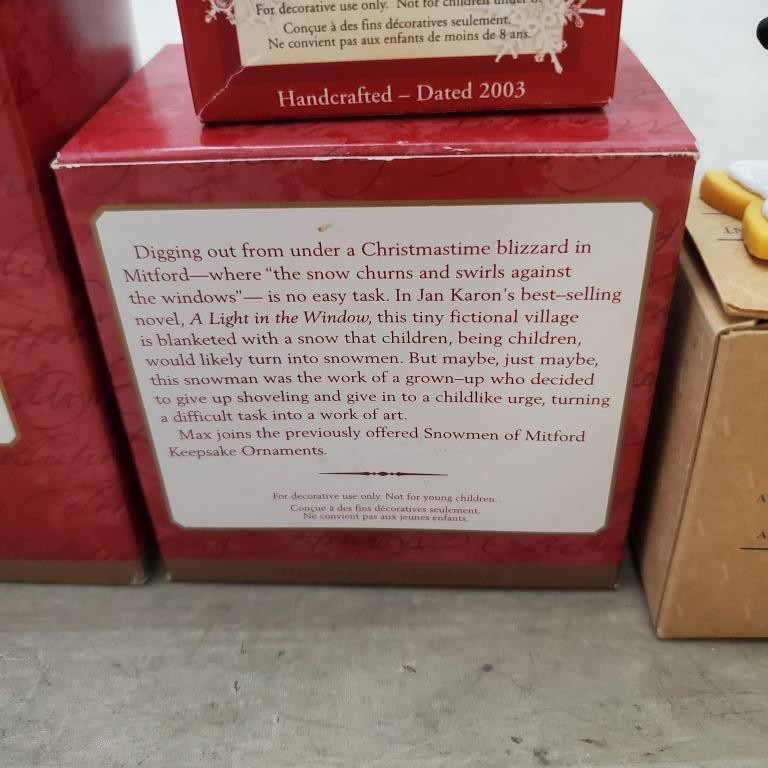 For decorative use only. Not for children under 8.
Conçue à des fins décoratives seulement.
Ne convient pas aux enfants de moins de 8 ans.
Handcrafted – Dated 2003
Digging out from under a Christmastime blizzard in
Mitford—where “the snow churns and swirls against
the windows”— is no easy task. In Jan Karon’s best–selling
novel, A Light in the Window, this tiny fictional village
is blanketed with a snow that children, being children,
would likely turn into snowmen. But maybe, just maybe,
this snowman was the work of a grown–up who decided
to give up shoveling and give in to a childlike urge, turning
a difficult task into a work of art.
Max joins the previously offered Snowmen of Mitford
Keepsake Ornaments.
For decorative use only. Not for young children.
Conçue à des fins décoratives seulement.
Ne convient pas aux jeunes enfants.